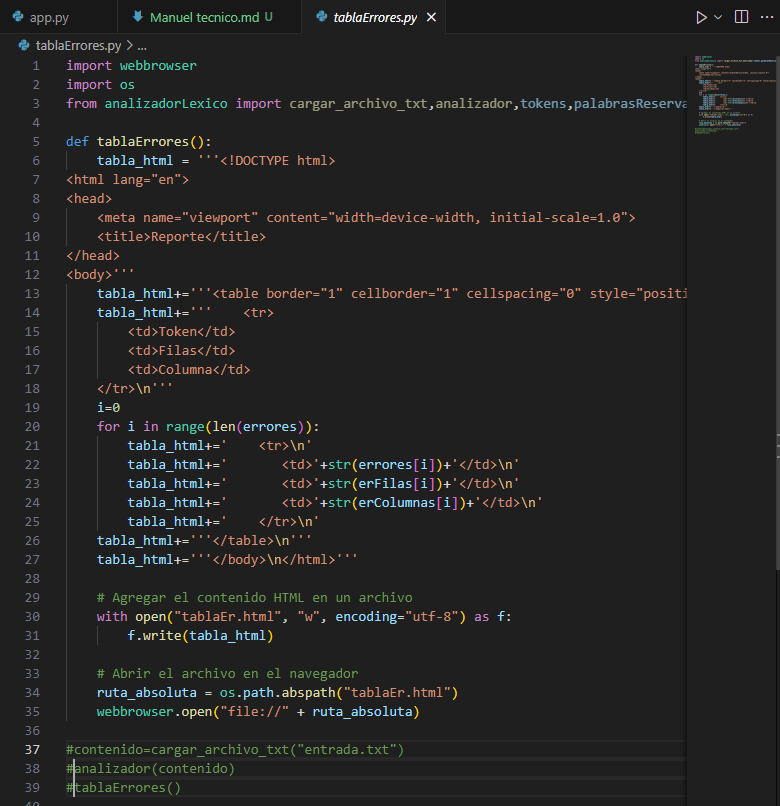 app.py
Manuel tecnico.md U
tablaErrores.py
tablaErrores.py > ...
1 import webbrowser
2 import os
3 from analizadorLexico import cargar_archivo_txt,analizador,tokens,palabrasReserva
4
5 def tablaErrores():
6     tabla_html = '''<!DOCTYPE html>
7 <html lang="en">
8 <head>
9     <meta name="viewport" content="width=device-width, initial-scale=1.0">
10     <title>Reporte</title>
11 </head>
12 <body>'''
13     tabla_html+='''<table border="1" cellborder="1" cellspacing="0" style="positi
14     tabla_html+='''    <tr>
15         <td>Token</td>
16         <td>Filas</td>
17         <td>Columna</td>
18     </tr>\n'''
19     i=0
20     for i in range(len(errores)):
21         tabla_html+='    <tr>\n'
22         tabla_html+='       <td>'+str(errores[i])+'</td>\n'
23         tabla_html+='       <td>'+str(erFilas[i])+'</td>\n'
24         tabla_html+='       <td>'+str(erColumnas[i])+'</td>\n'
25         tabla_html+='    </tr>\n'
26     tabla_html+='''</table>\n'''
27     tabla_html+='''</body>\n</html>'''
28
29     # Agregar el contenido HTML en un archivo
30     with open("tablaEr.html", "w", encoding="utf-8") as f:
31         f.write(tabla_html)
32
33     # Abrir el archivo en el navegador
34     ruta_absoluta = os.path.abspath("tablaEr.html")
35     webbrowser.open("file://" + ruta_absoluta)
36
37 #contenido=cargar_archivo_txt("entrada.txt")
38 #analizador(contenido)
39 #tablaErrores()